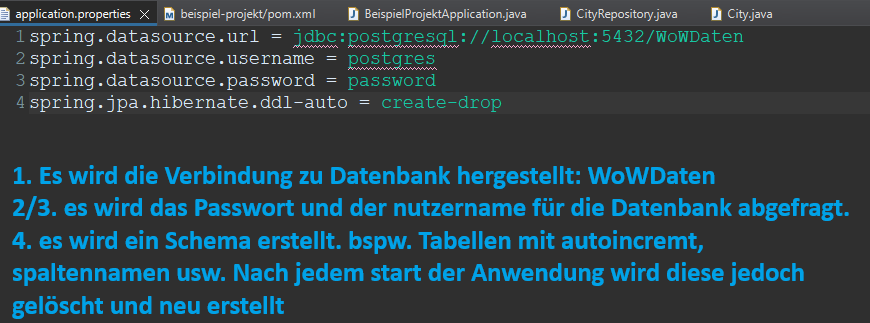 application.properties
beispiel-projekt/pom.xml
BeispielProjektApplication.java
CityRepository.java
City.java
1 spring.datasource.url = jdbc:postgresql://localhost:5432/WoWDaten
2 spring.datasource.username = postgres
3 spring.datasource.password = password
4 spring.jpa.hibernate.ddl-auto = create-drop
1. Es wird die Verbindung zu Datenbank hergestellt: WoWDaten
2/3. es wird das Passwort und der nutzername für die Datenbank abgefragt.
4. es wird ein Schema erstellt. bspw. Tabellen mit autoincremt,
spaltennamen usw. Nach jedem start der Anwendung wird diese jedoch
gelöscht und neu erstellt